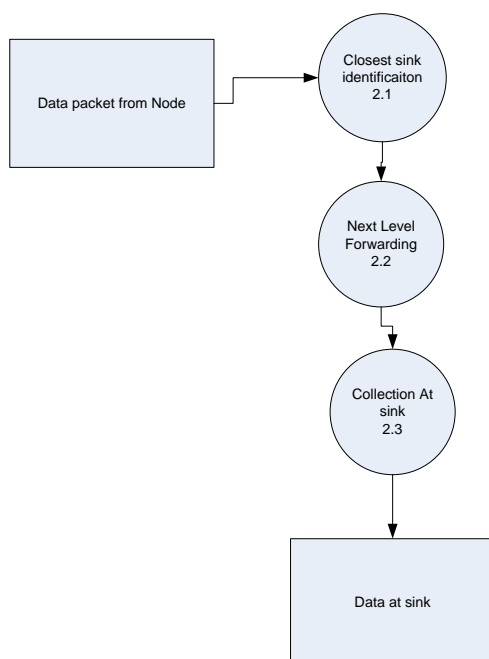 Data packet from Node
Closest sink
identificaiton
2.1
Next Level
Forwarding
2.2
Collection At
sink
2.3
Data at sink